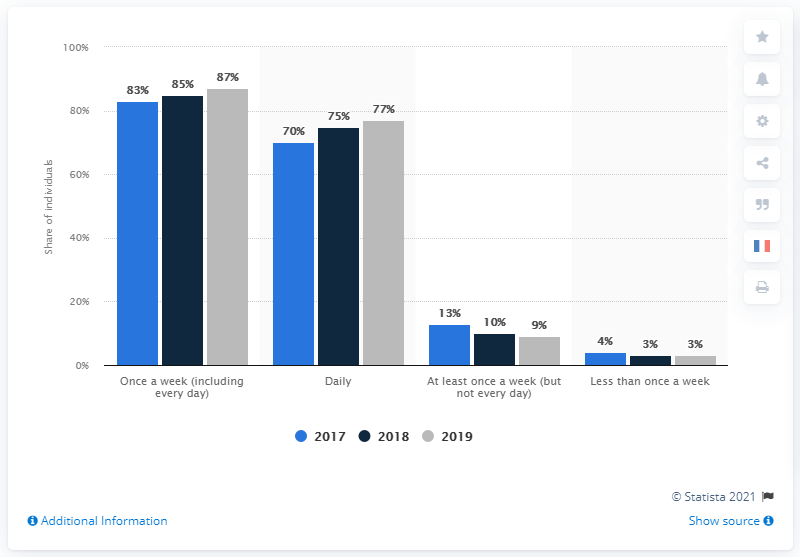 100%
80%
60%
40%
20%
0%
Share of individuals
83%
85%
87%
70%
75%
77%
13%
10%
9%
4%
3%
3%
Once a week (including
every day)
Daily
At least once a week (but
not every day)
Less than once a week
2017
2018
2019
© Statista 2021
Additional Information
Show source